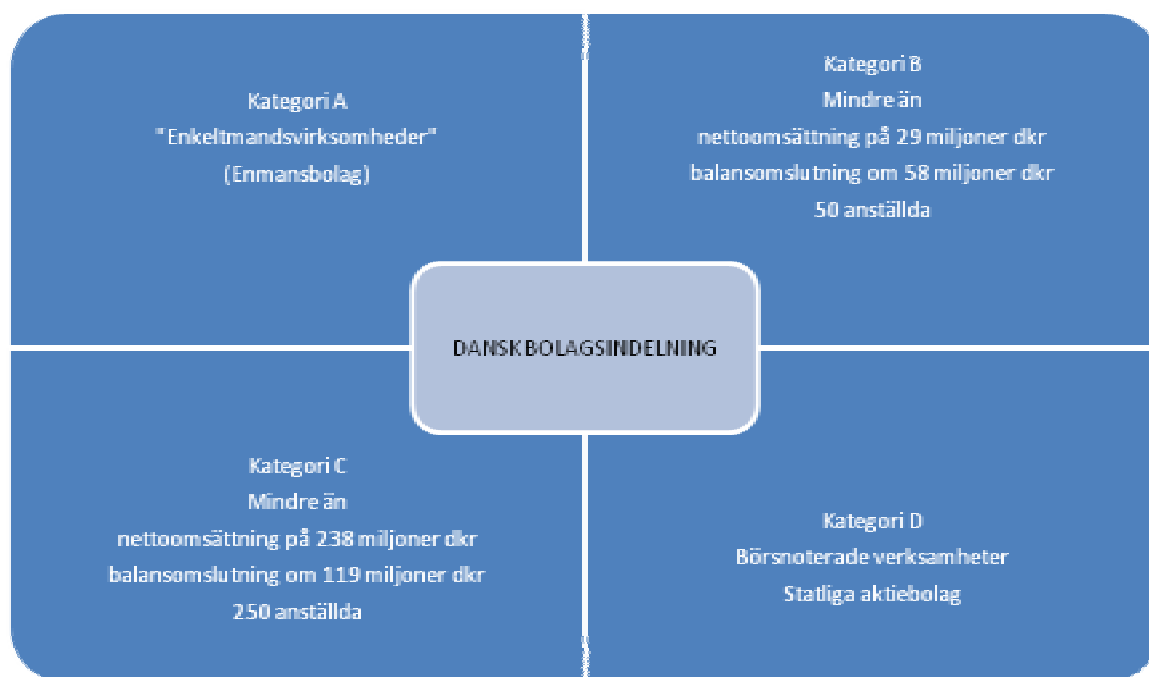 Kategori A
"Enkeltmandsvirksomheder"
(Enmansbolag)
Kategori B
Mindre än
nettoomsättning på 29 miljoner dkr
balansomslutning om 58 miljoner dkr
50 anställda
DANSK BOLAGSINDELNING
Kategori C
Mindre än
nettoomsättning på 238 miljoner dkr
balansomslutning om 119 miljoner dkr
250 anställda
Kategori D
Börsnoterade verksamheter
Statliga aktiebolag